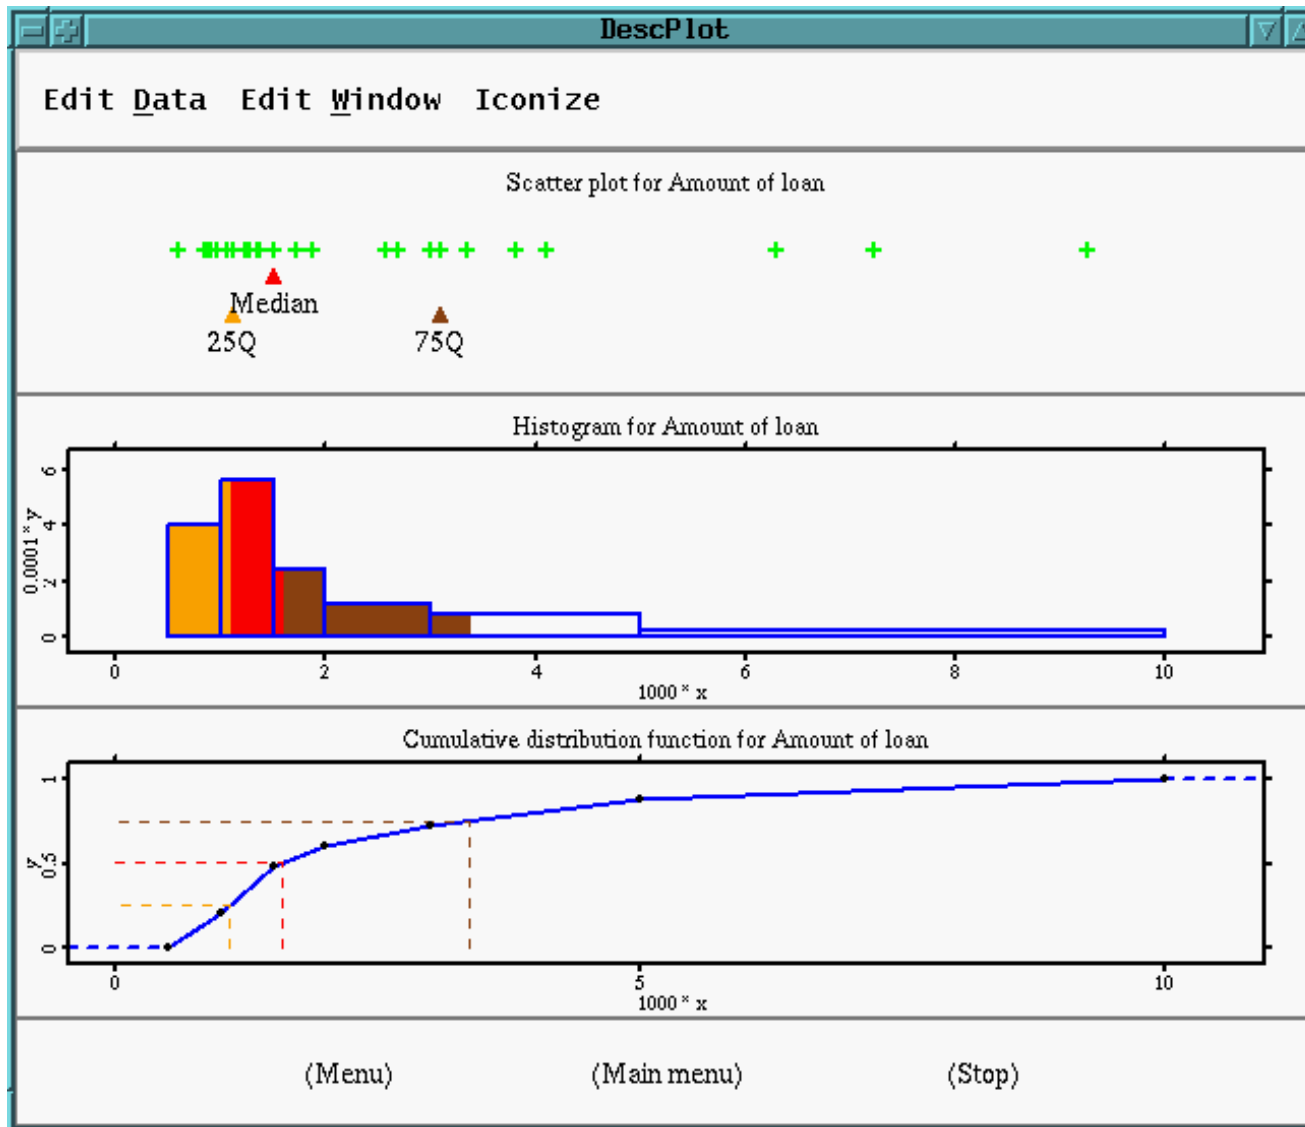 DescPlot
Edit Data Edit Window Iconize
Scatter plot for Amount of loan
Median
25Q 75Q
Histogram for Amount of loan
0.0001 * y
6
4
2
0
0 2 4 6 8 10
1000 * x
Cumulative distribution function for Amount of loan
y
1
0.5
0
0 5 10
1000 * x
(Menu) (Main menu) (Stop)